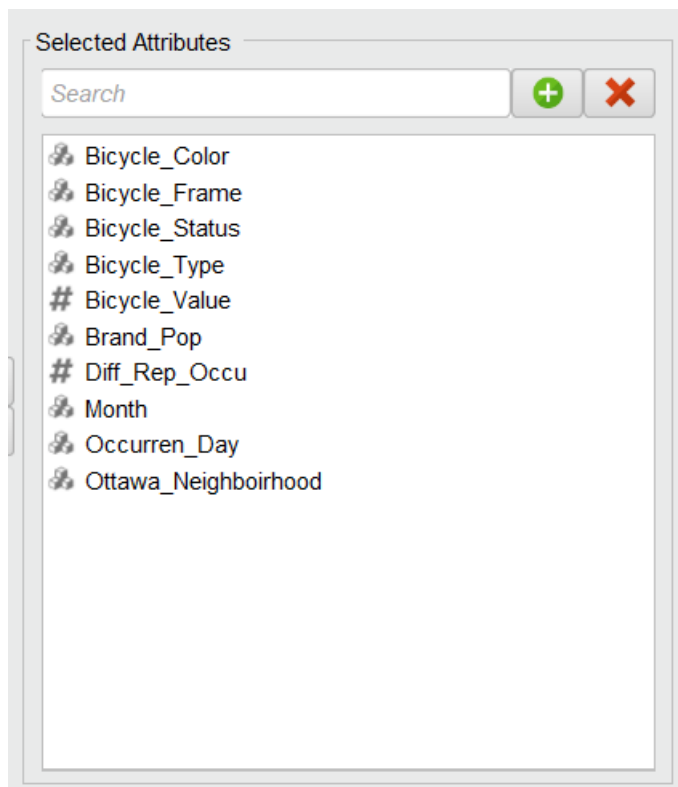 Selected Attributes
Search
Bicycle_Color
Bicycle_Frame
Bicycle_Status
Bicycle_Type
# Bicycle_Value
Brand_Pop
# Diff_Rep_Occu
Month
Occurren_Day
Ottawa_Neighboirhood